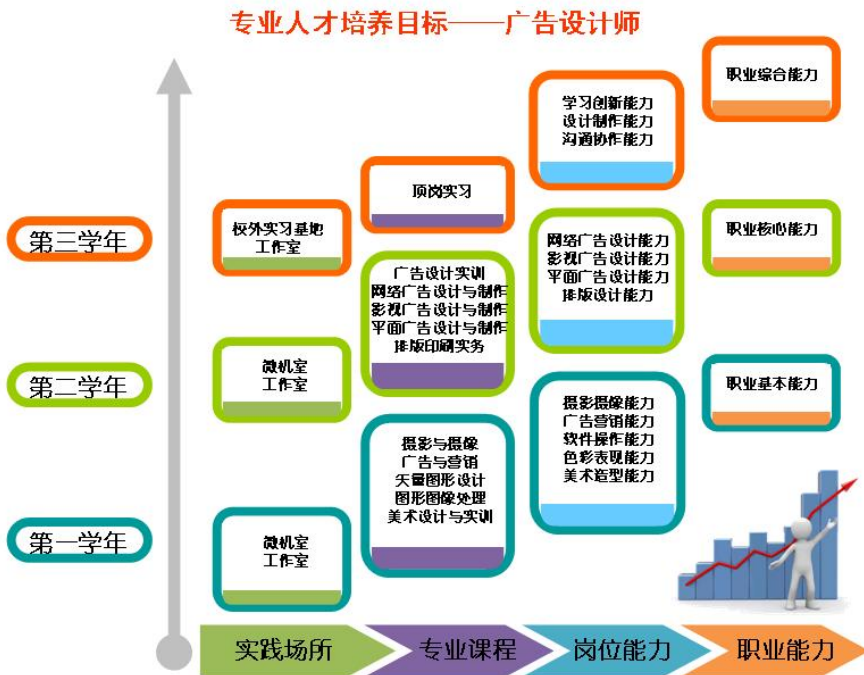 专业人才培养目标——广告设计师
职业综合能力
学习创新能力
设计制作能力
沟通协作能力
顶岗实习
第三学年
校外实习基地
工作室
网络广告设计能力
影视广告设计能力
平面广告设计能力
排版设计能力
职业核心能力
广告设计实训
网络广告设计与制作
影视广告设计与制作
平面广告设计与制作
排版印刷实务
第二学年
微机室
工作室
摄影摄像能力
广告营销能力
软件操作能力
色彩表现能力
美术造型能力
职业基本能力
摄影与摄像
广告与营销
矢量图形设计
图形图像处理
美术设计与实训
第一学年
微机室
工作室
实践场所
专业课程
岗位能力
职业能力